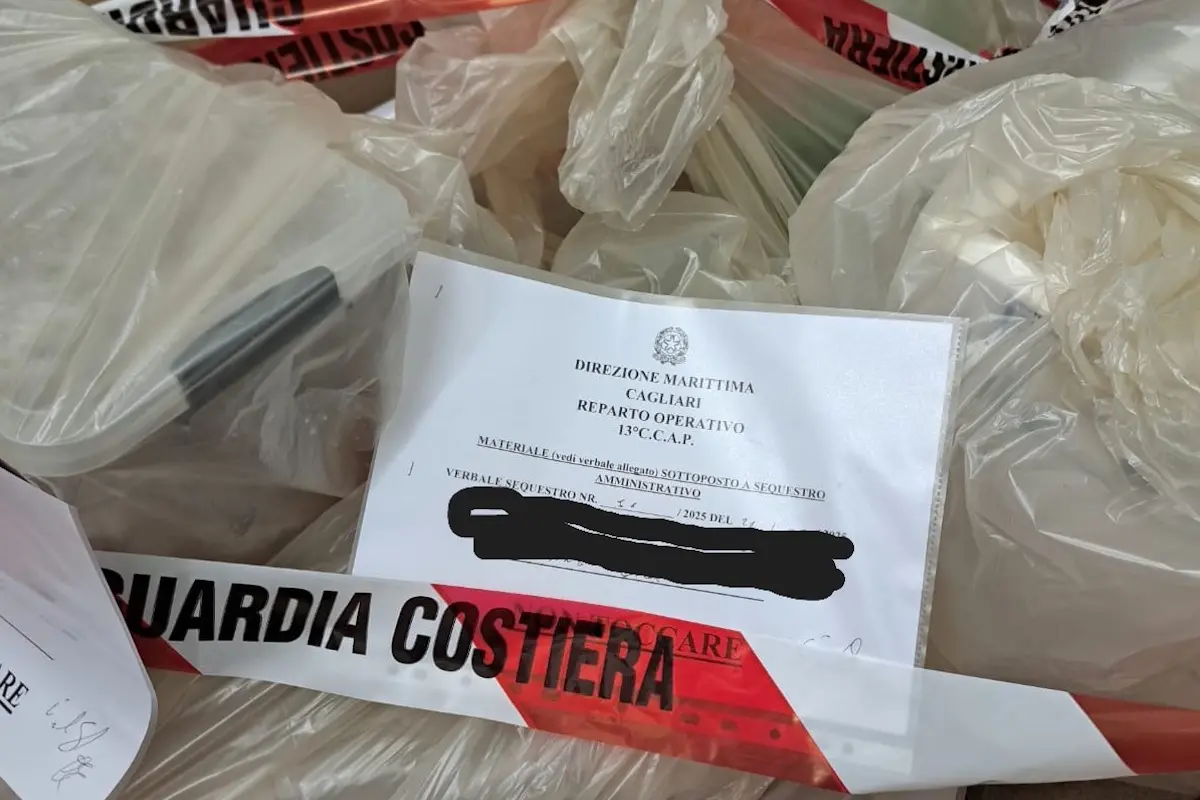 GUARDIA
COSTIERA
COSTIERA
DIREZIONE MARITTIMA
CAGLIARI
REPARTO OPERATIVO
13°C.C.A.P.
MATERIALE (vedi verbale allegato) SOTTOPOSTO A SEQUESTRO
AMMINISTRATIVO
VERBALE SEQUESTRO NR. / 2025 DEL
NON TOCCARE
GUARDIA COSTIERA